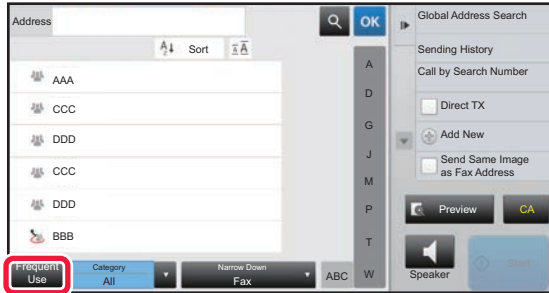 Address
OK
Sort
AAA
CCC
DDD
CCC
DDD
BBB
A
D
G
J
M
P
T
W
Frequent
Use
Category
All
Narrow Down
Fax
ABC
Global Address Search
Sending History
Call by Search Number
Direct TX
Add New
Send Same Image
as Fax Address
Preview
CA
Speaker
Start